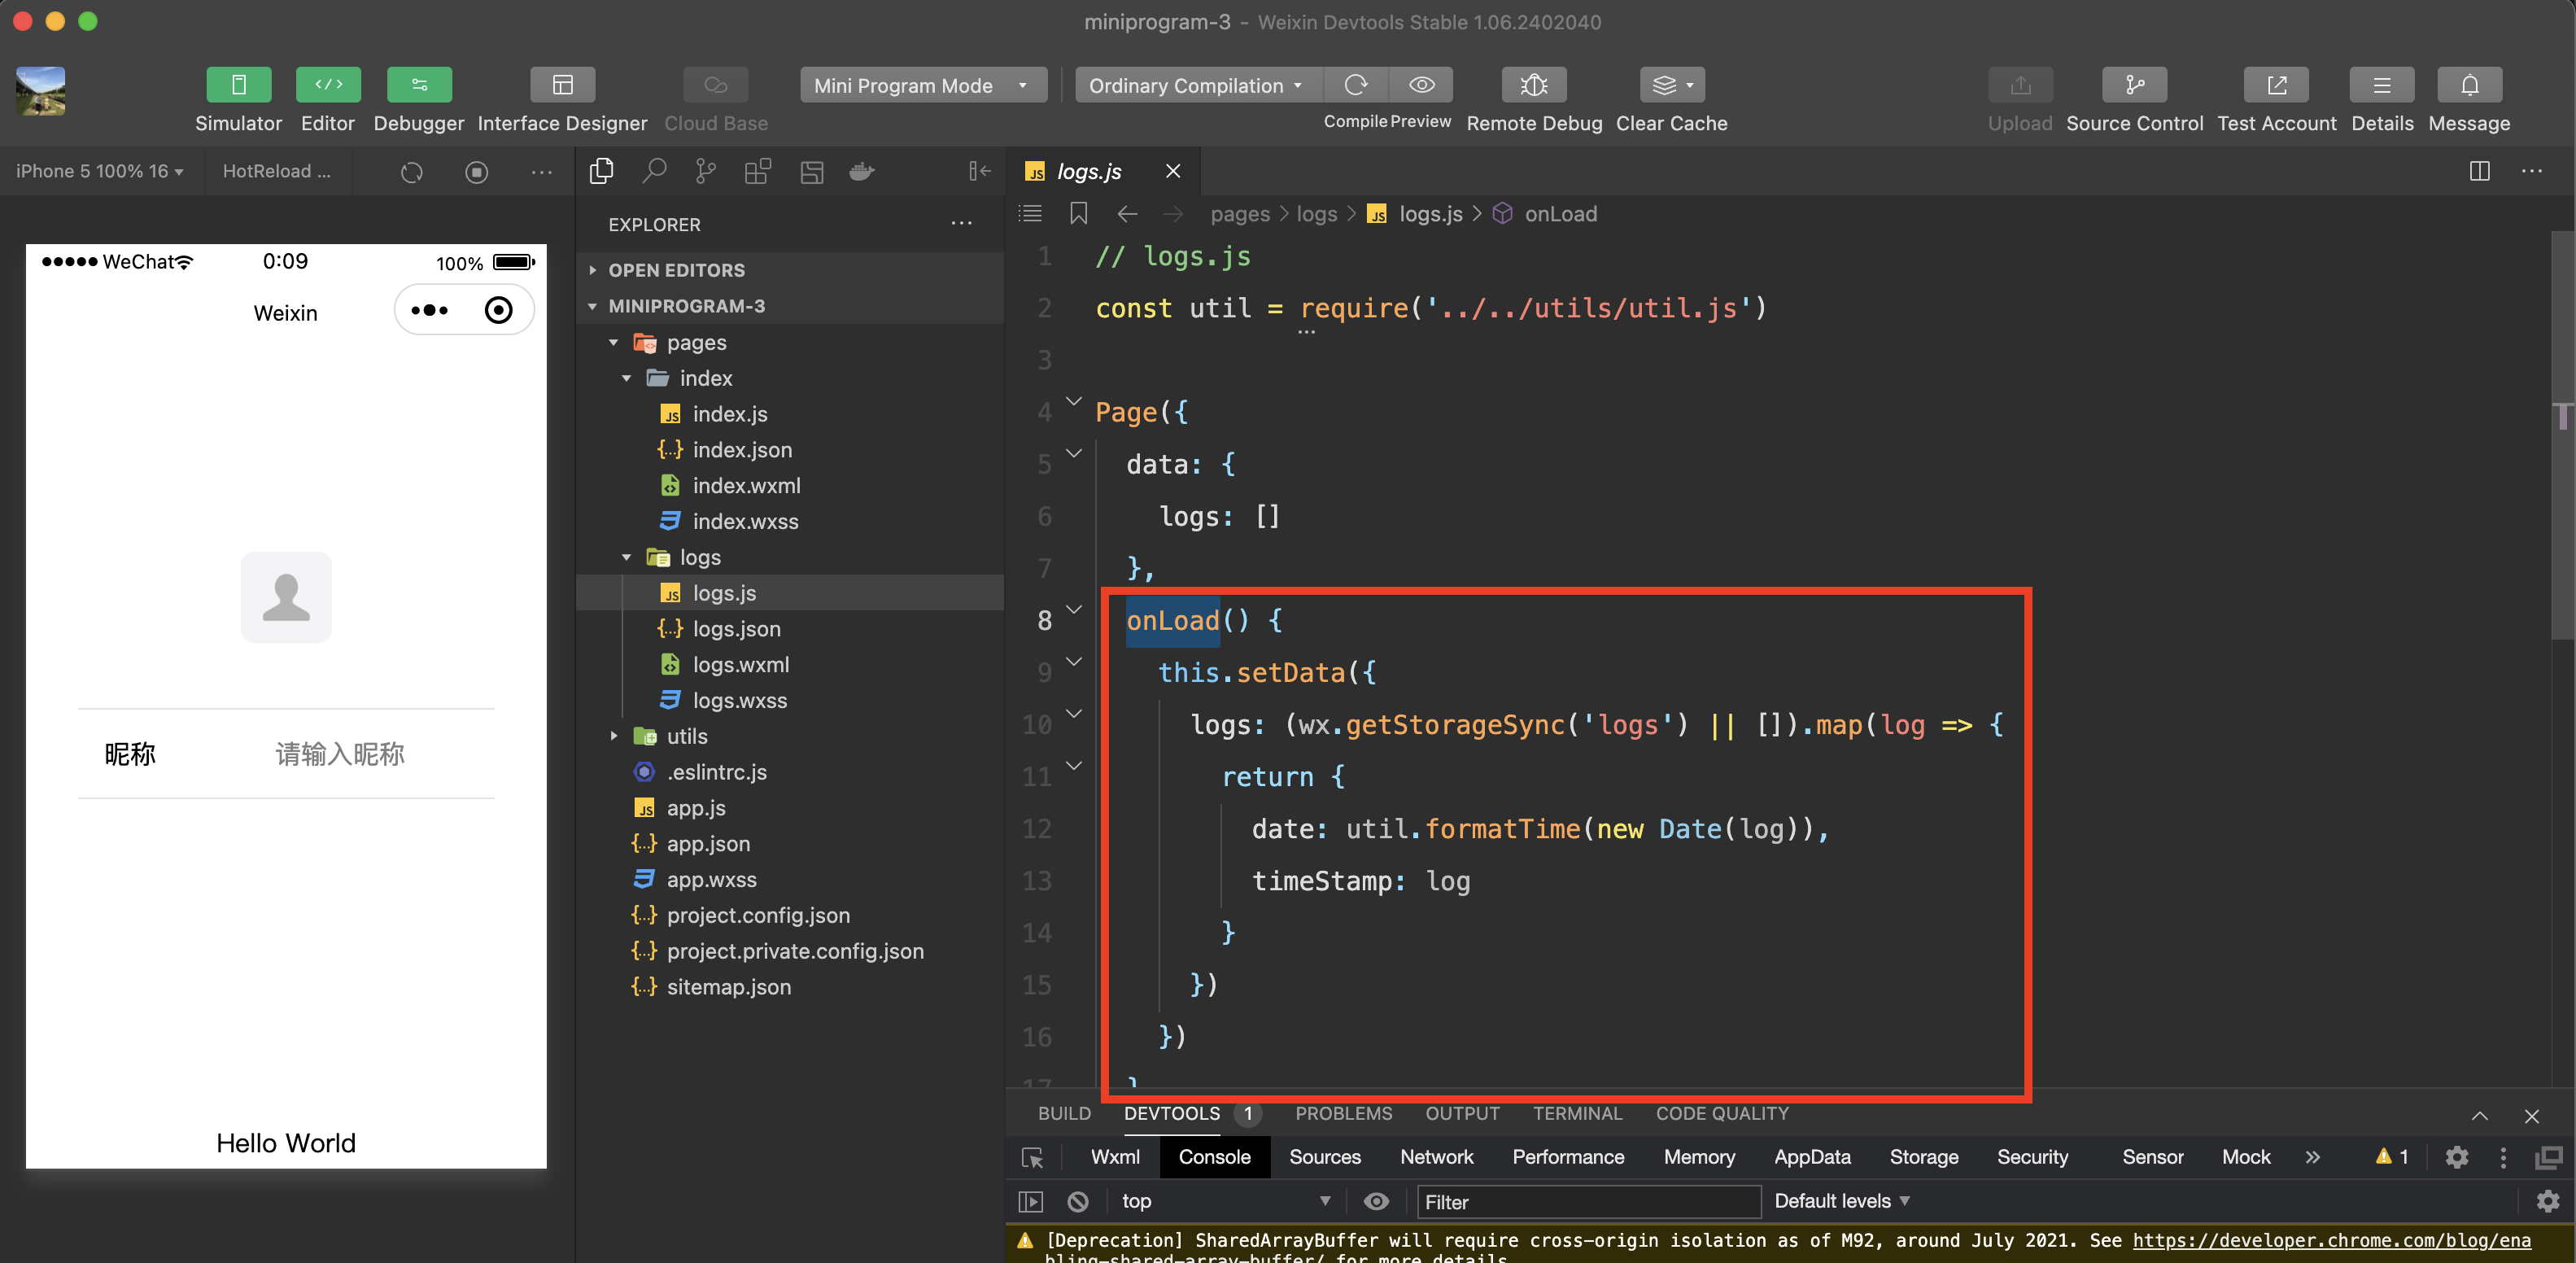 miniprogram-3 - Weixin Devtools Stable 1.06.2402040
Simulator Editor Debugger Interface Designer Cloud Base
Mini Program Mode
Ordinary Compilation
Compile Preview Remote Debug Clear Cache
Upload Source Control Test Account Details Message
iPhone 5 100% 16
HotReload ...
WeChat 0:09 100%
Weixin
昵称 请输入昵称
Hello World
EXPLORER
OPEN EDITORS
MINIPROGRAM-3
pages
index
index.js
index.json
index.wxml
index.wxss
logs
logs.js
logs.json
logs.wxml
logs.wxss
utils
.eslintrc.js
app.js
app.json
app.wxss
project.config.json
project.private.config.json
sitemap.json
JS logs.js
pages > logs > JS logs.js > onLoad
1 // logs.js
2 const util = require('../../utils/util.js')
3
4 Page({
5 data: {
6 logs: []
7 },
8 onLoad() {
9 this.setData({
10 logs: (wx.getStorageSync('logs') || []).map(log => {
11 return {
12 date: util.formatTime(new Date(log)),
13 timeStamp: log
14 }
15 })
16 })
17 }
BUILD DEVTOOLS 1 PROBLEMS OUTPUT TERMINAL CODE QUALITY
Wxml Console Sources Network Performance Memory AppData Storage Security Sensor Mock 1
top Filter Default levels
[Deprecation] SharedArrayBuffer will require cross-origin isolation as of M92, around July 2021. See https://developer.chrome.com/blog/ena
bling-shared-array-buffer/ for more details.